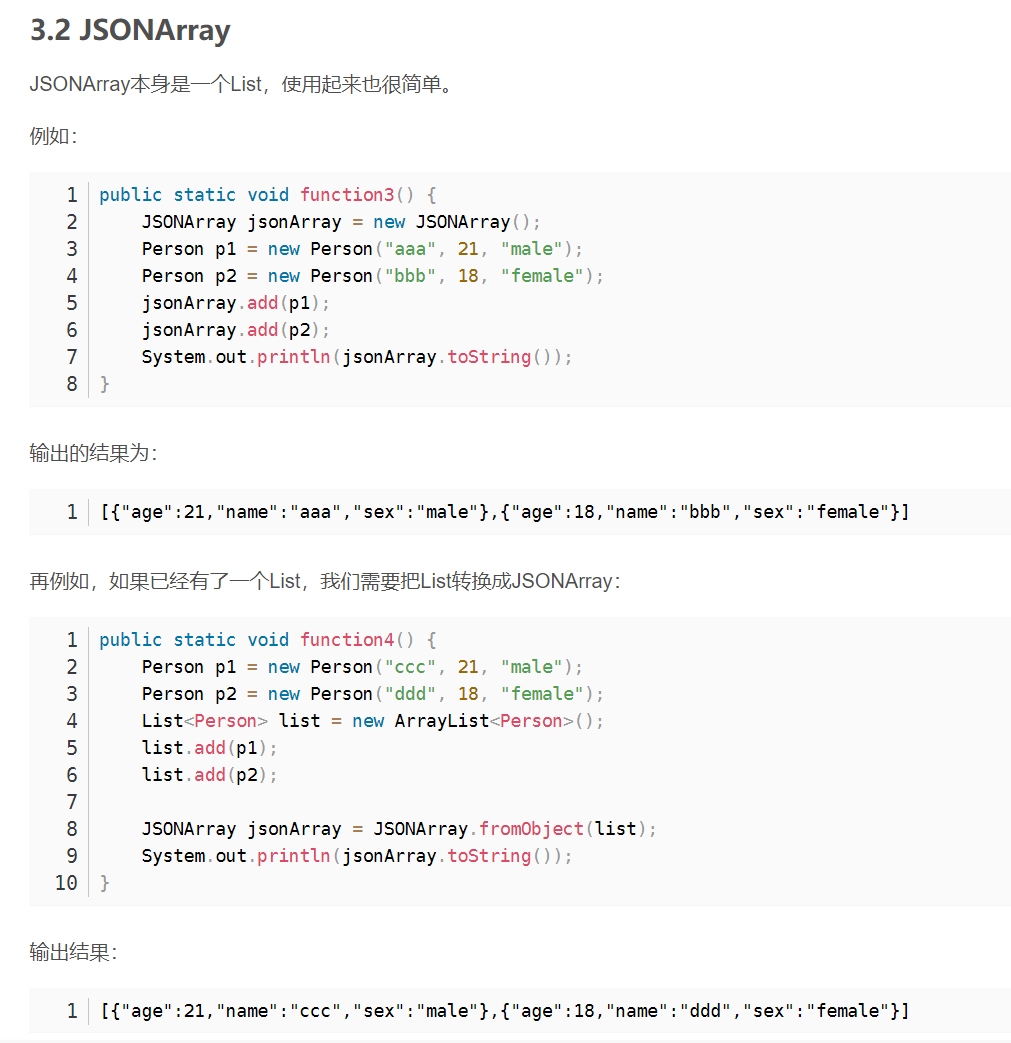 3.2 JSONArray
JSONArray本身是一个List，使用起来也很简单。
例如：
1 public static void function3() {
2     JSONArray jsonArray = new JSONArray();
3     Person p1 = new Person("aaa", 21, "male");
4     Person p2 = new Person("bbb", 18, "female");
5     jsonArray.add(p1);
6     jsonArray.add(p2);
7     System.out.println(jsonArray.toString());
8 }
输出的结果为：
1 [{"age":21,"name":"aaa","sex":"male"},{"age":18,"name":"bbb","sex":"female"}]
再例如，如果已经有了一个List，我们需要把List转换成JSONArray：
1 public static void function4() {
2     Person p1 = new Person("ccc", 21, "male");
3     Person p2 = new Person("ddd", 18, "female");
4     List<Person> list = new ArrayList<Person>();
5     list.add(p1);
6     list.add(p2);
7
8     JSONArray jsonArray = JSONArray.fromObject(list);
9     System.out.println(jsonArray.toString());
10 }
输出结果：
1 [{"age":21,"name":"ccc","sex":"male"},{"age":18,"name":"ddd","sex":"female"}]